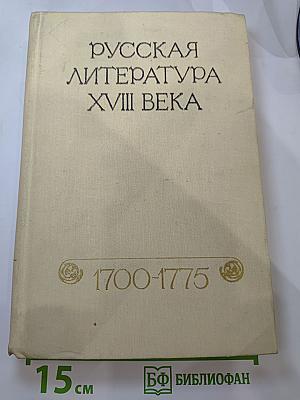 РУССКАЯ
ЛИТЕРАТУРА
XVIII ВЕКА
1700-1775
15 см
БФ БИБЛИОФАН